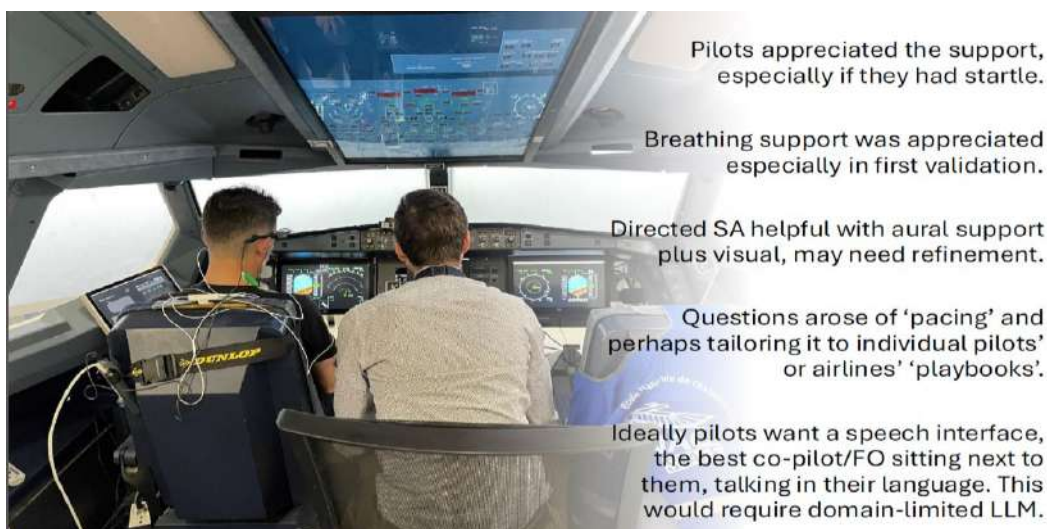 Pilots appreciated the support,
especially if they had startle.
Breathing support was appreciated
especially in first validation.
Directed SA helpful with aural support
plus visual, may need refinement.
Questions arose of ‘pacing’ and
perhaps tailoring it to individual pilots’
or airlines’ ‘playbooks’.
Ideally pilots want a speech interface,
the best co-pilot/FO sitting next to
them, talking in their language. This
would require domain-limited LLM.
DUNLOP